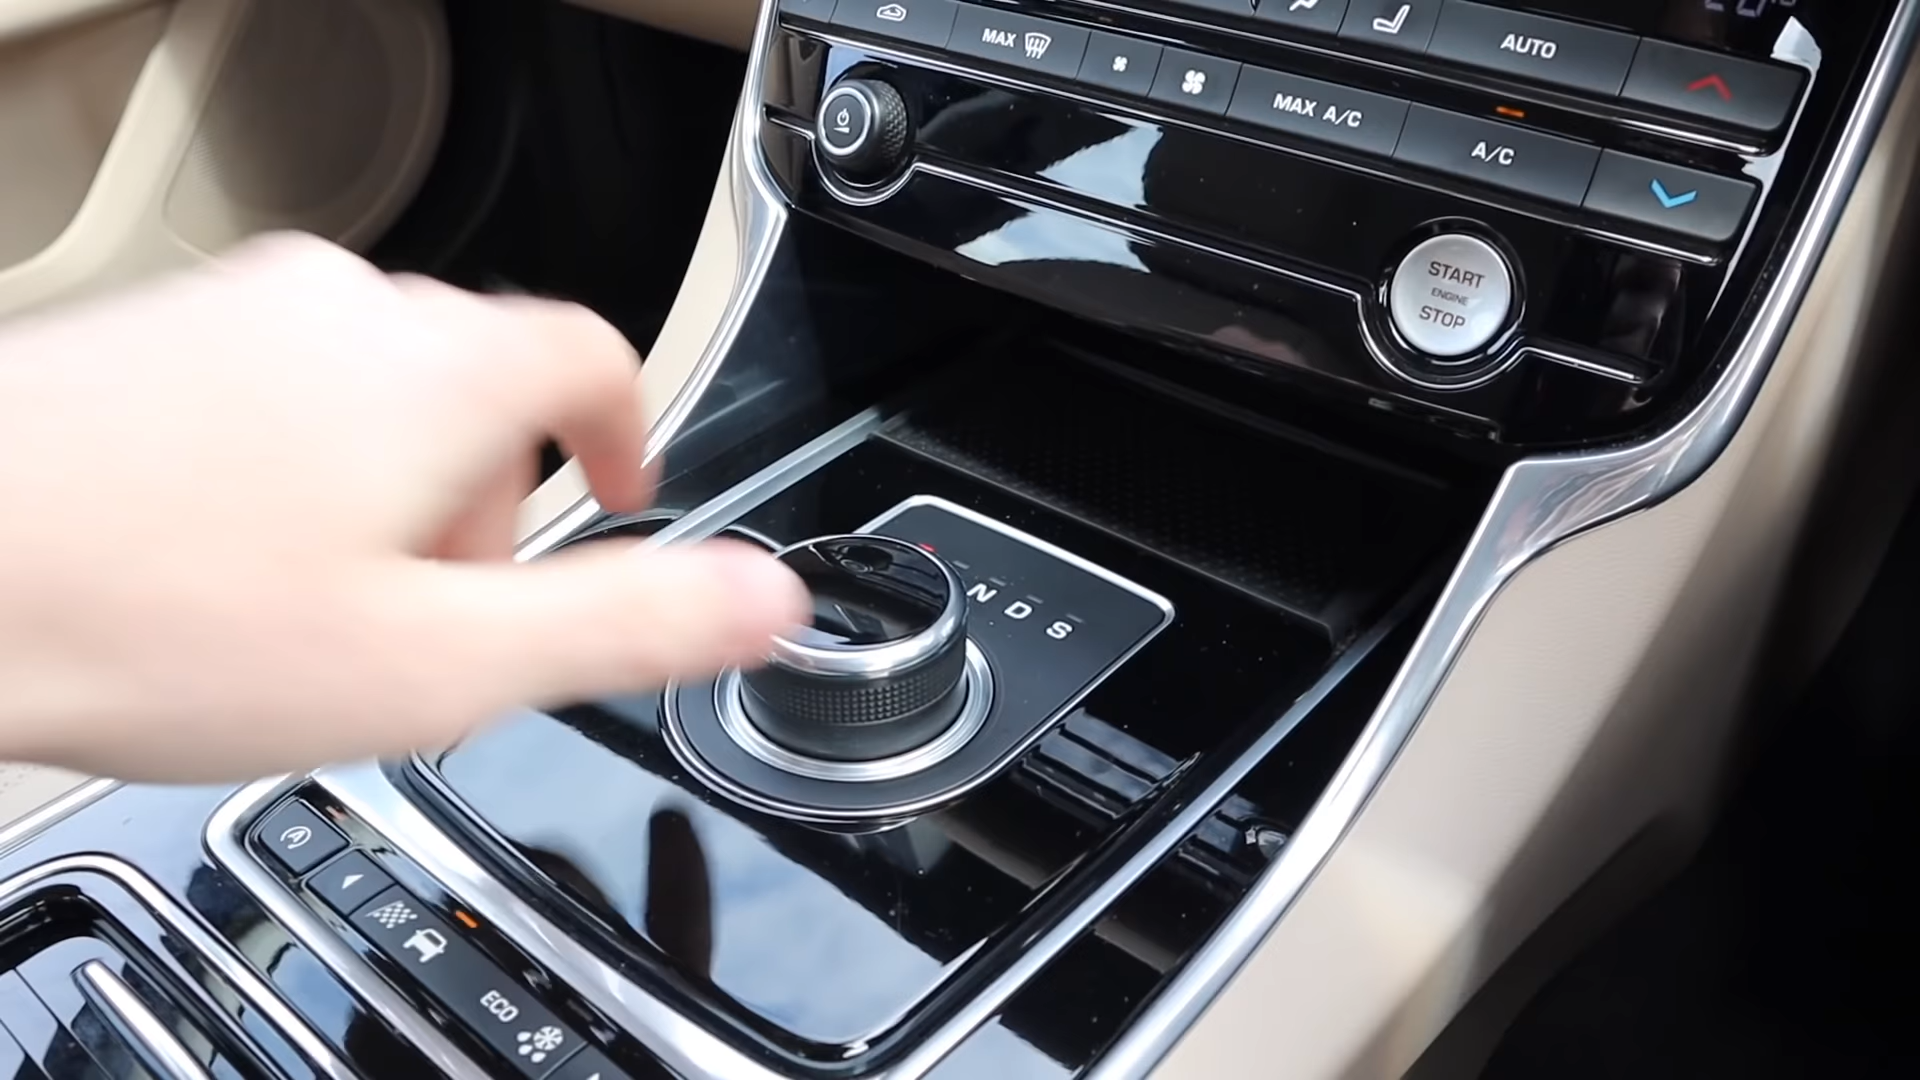 AUTO
MAX
MAX A/C
A/C
START
ENGINE
STOP
N D S
ECO